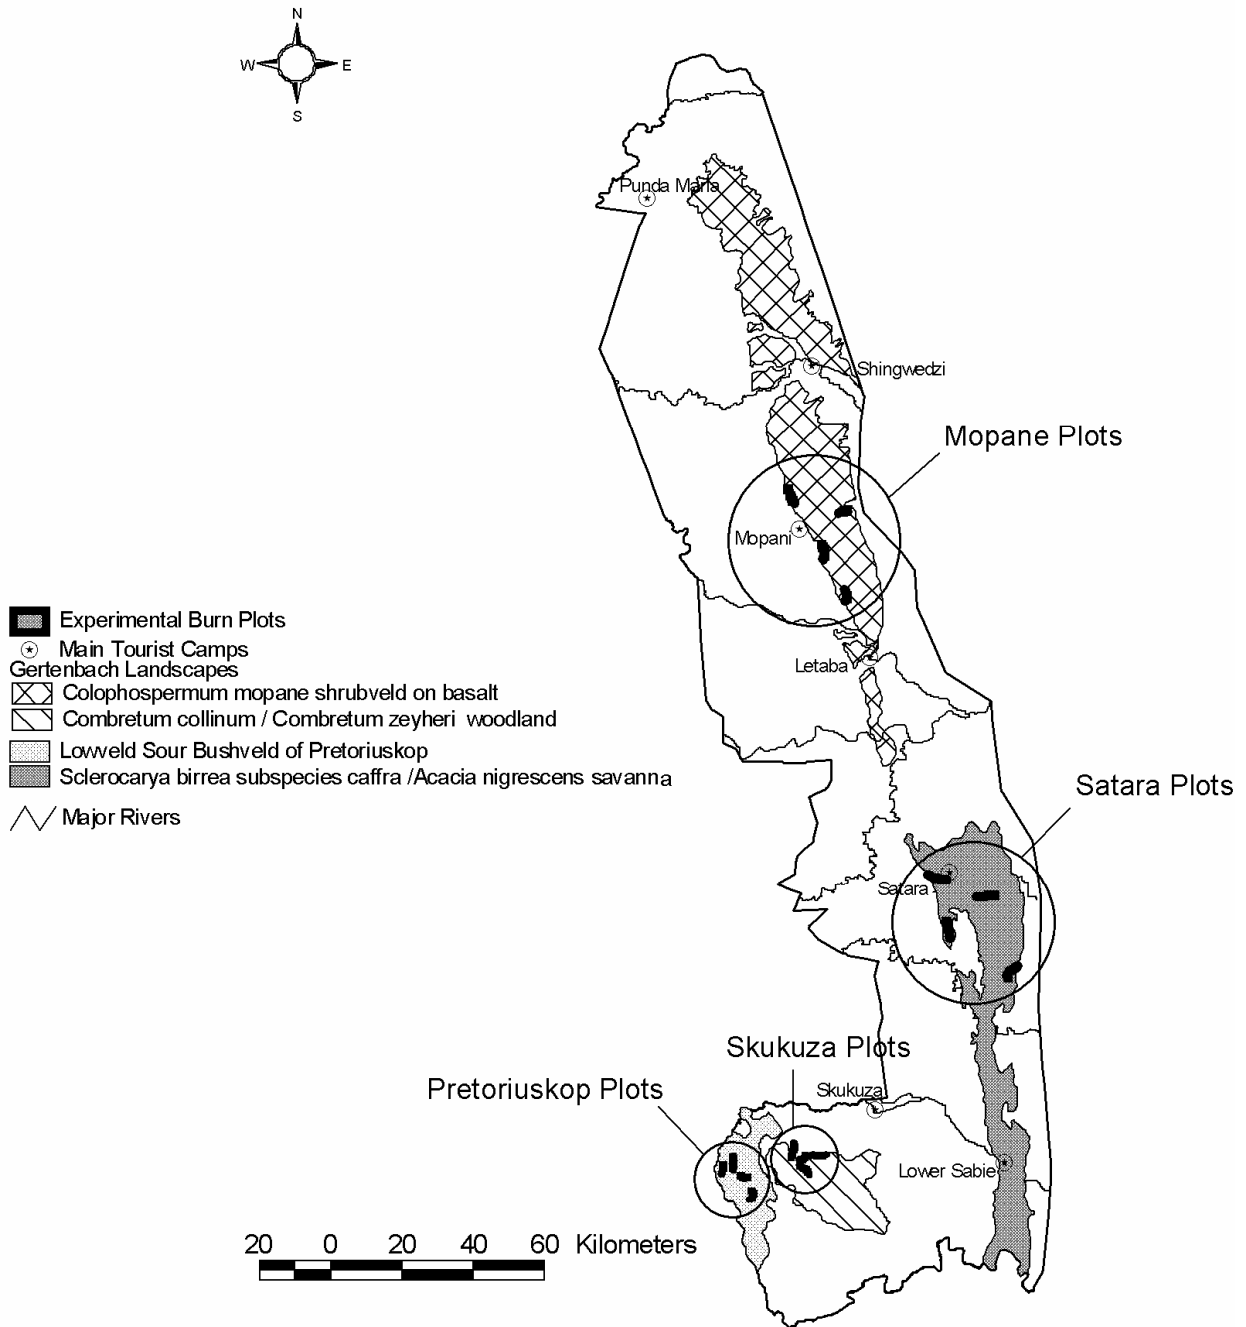 N
W E
S
Punda Maria
Shingwedzi
Mopane Plots
Mopani
Experimental Burn Plots
Main Tourist Camps
Gertenbach Landscapes
Letaba
Colophospermum mopane shrubveld on basalt
Combretum collinum / Combretum zeyheri woodland
Lowveld Sour Bushveld of Pretoriuskop
Sclerocarya birrea subspecies caffra /Acacia nigrescens savanna
Major Rivers
Satara Plots
Satara
Skukuza Plots
Pretoriuskop Plots
Skukuza
Lower Sabie
20 0 20 40 60 Kilometers